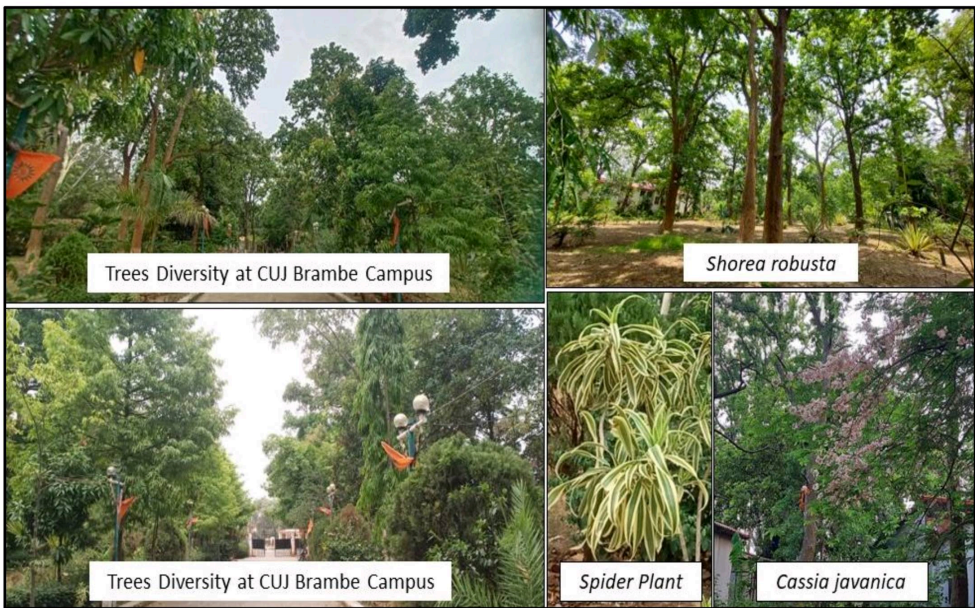 Trees Diversity at CUJ Brambe Campus
Shorea robusta
Trees Diversity at CUJ Brambe Campus
Spider Plant
Cassia javanica